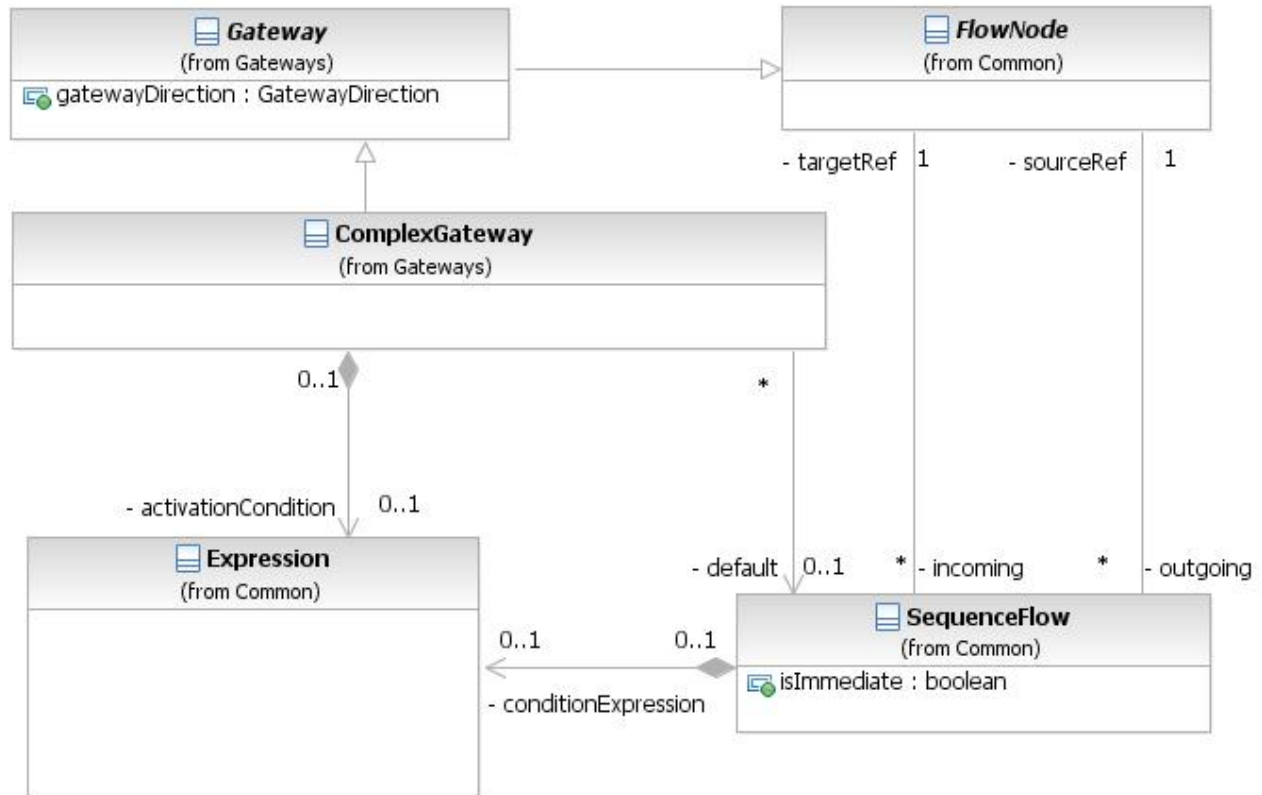 Gateway
(from Gateways)
gatewayDirection : GatewayDirection
FlowNode
(from Common)
- targetRef 1
- sourceRef 1
ComplexGateway
(from Gateways)
0..1
*
- activationCondition 0..1
- default 0..1
* - incoming
* - outgoing
Expression
(from Common)
SequenceFlow
(from Common)
isImmediate : boolean
0..1 0..1
- conditionExpression